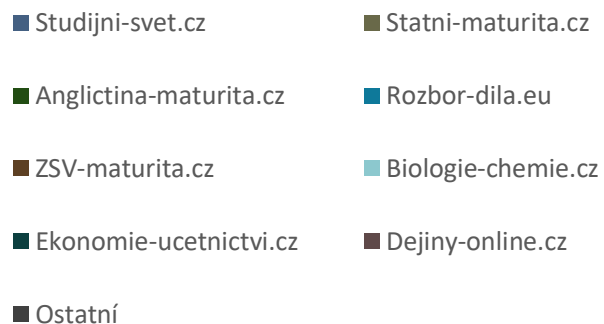 Studijni-svet.cz
Statni-maturita.cz
Anglictina-maturita.cz
Rozbor-dila.eu
ZSV-maturita.cz
Biologie-chemie.cz
Ekonomie-ucetnictvi.cz
Dejiny-online.cz
Ostatní